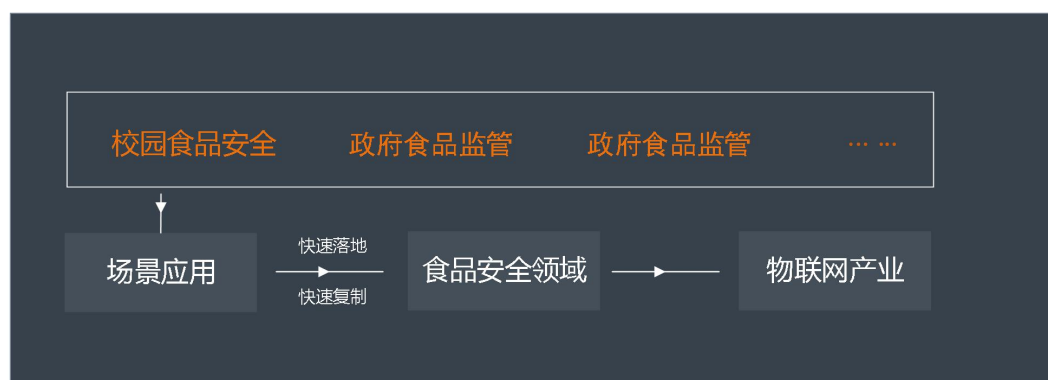 校园食品安全 政府食品监管 政府食品监管 ... ...
快速落地
场景应用 食品安全领域 物联网产业
快速复制